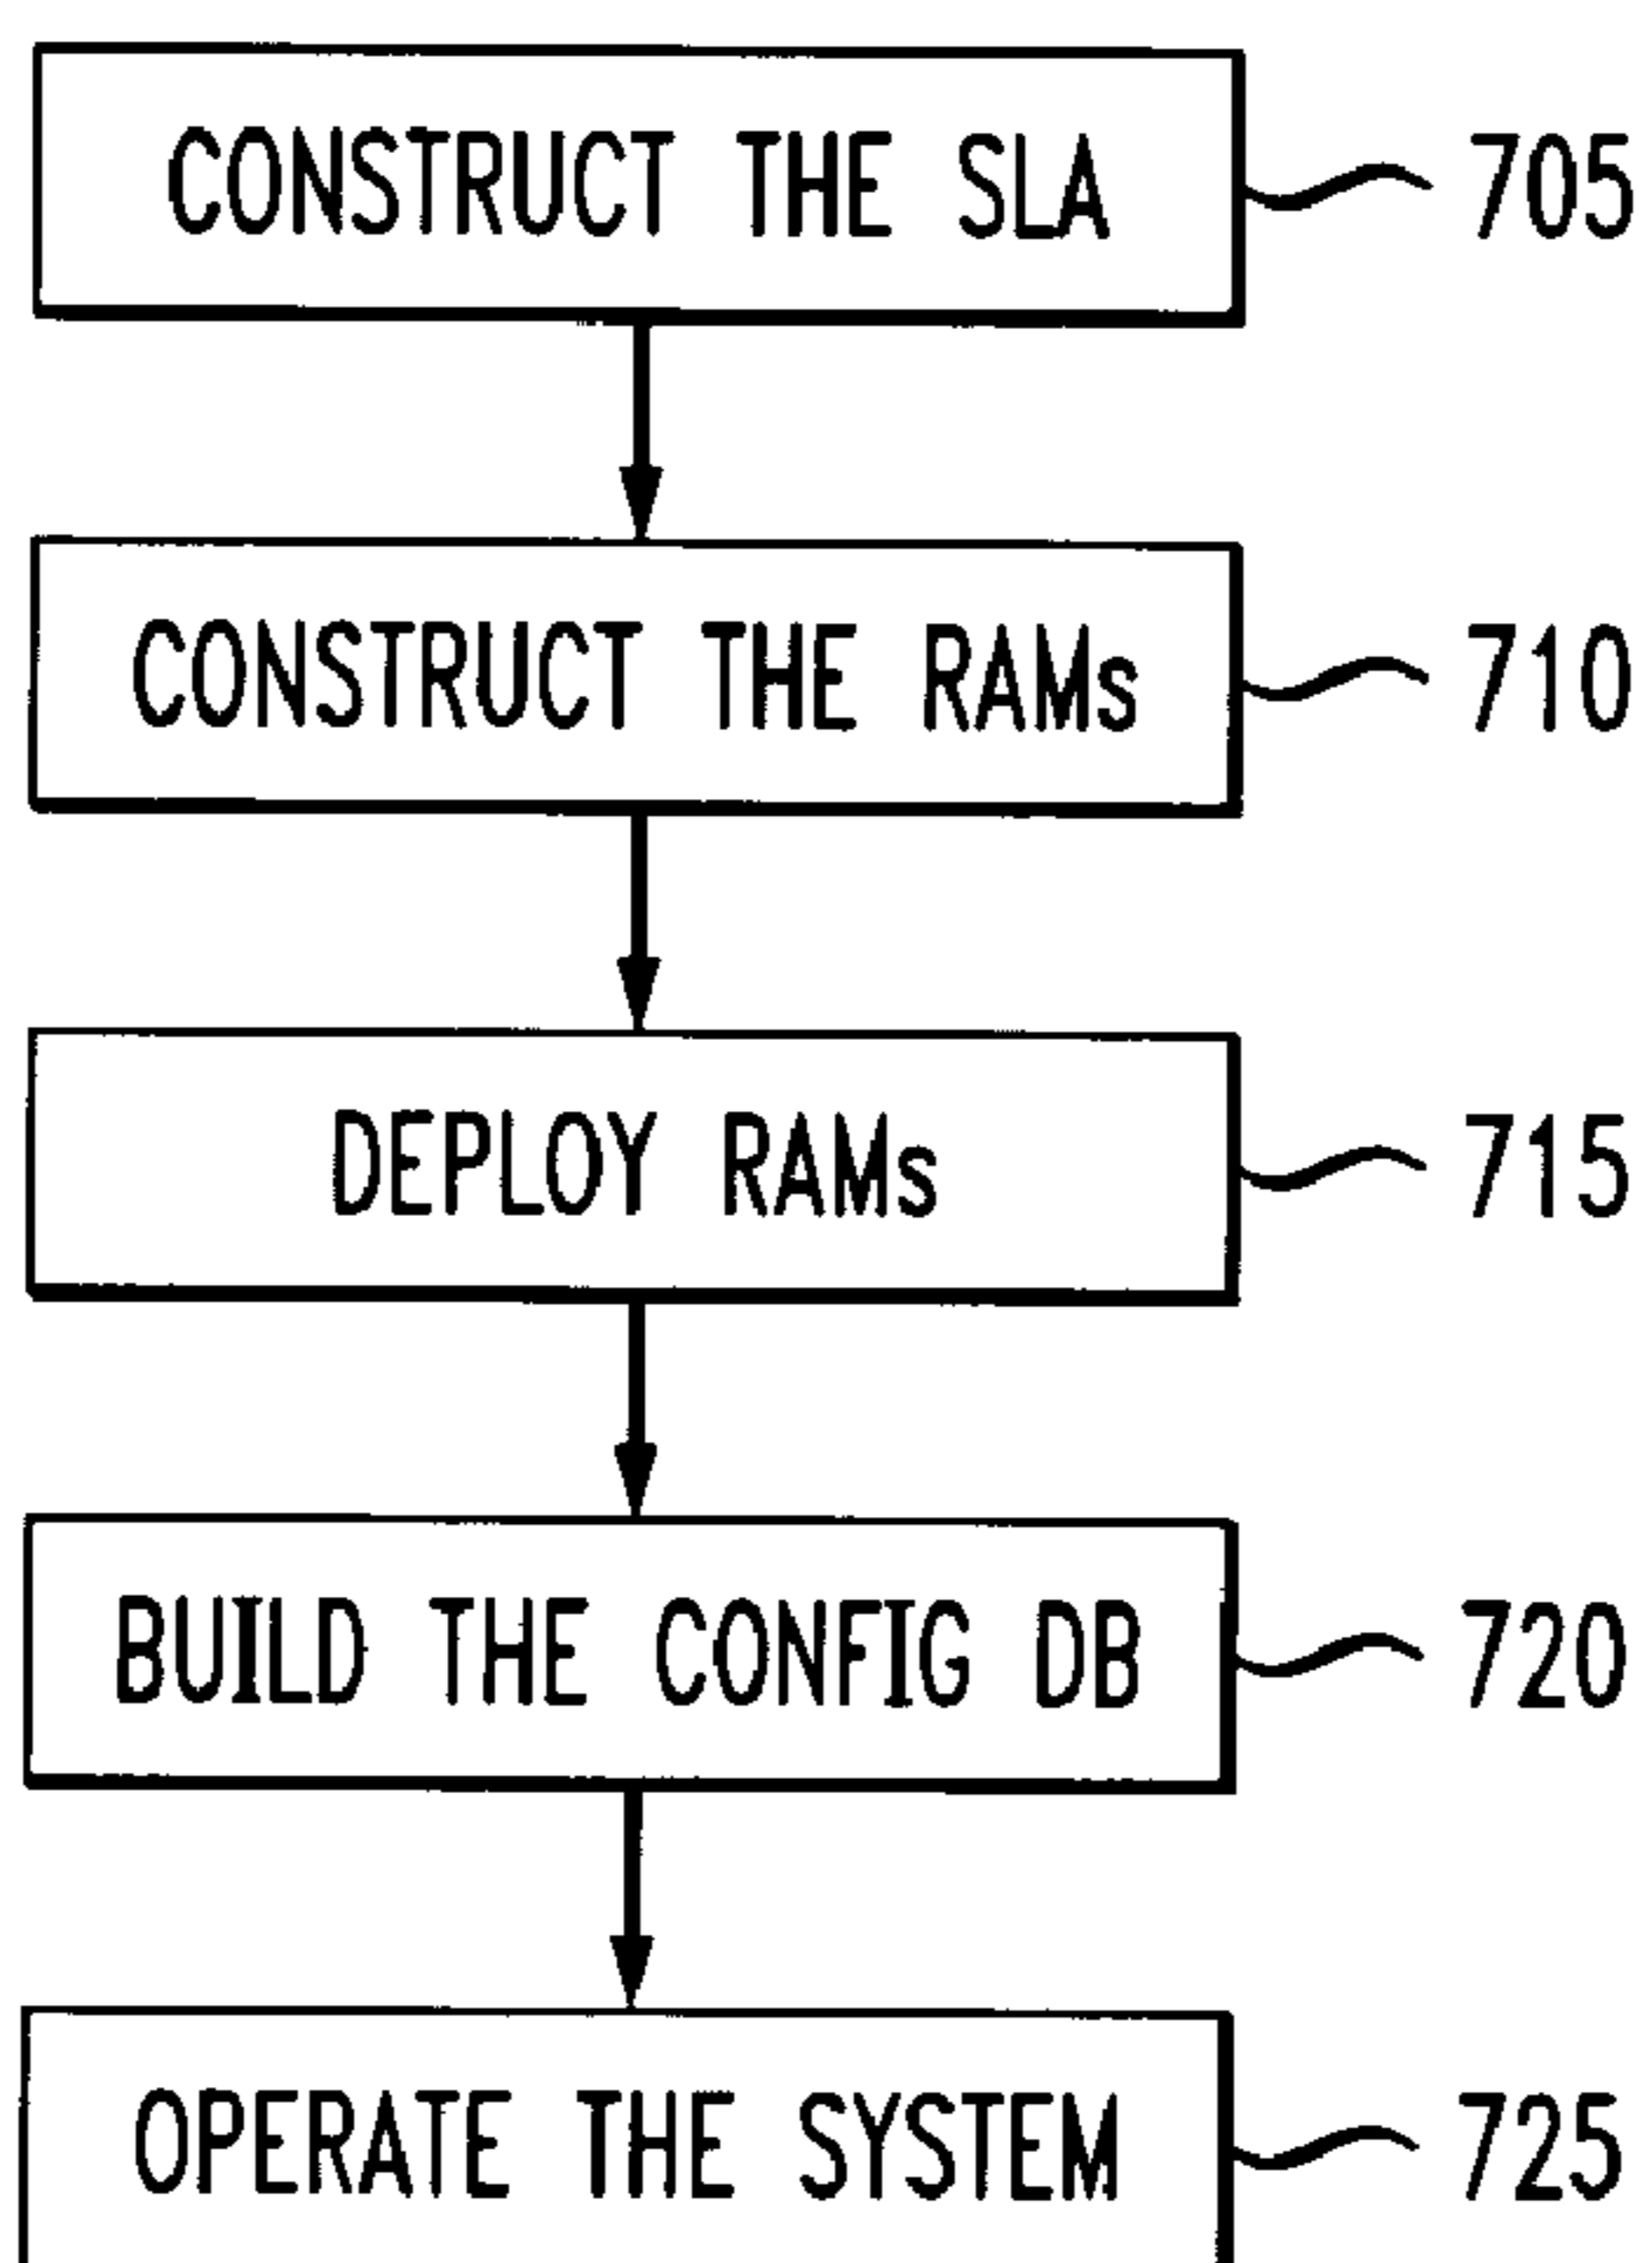 CONSTRUCT THE SLA 705
CONSTRUCT THE RAMs 710
DEPLOY RAMs 715
BUILD THE CONFIG DB 720
OPERATE THE SYSTEM 725